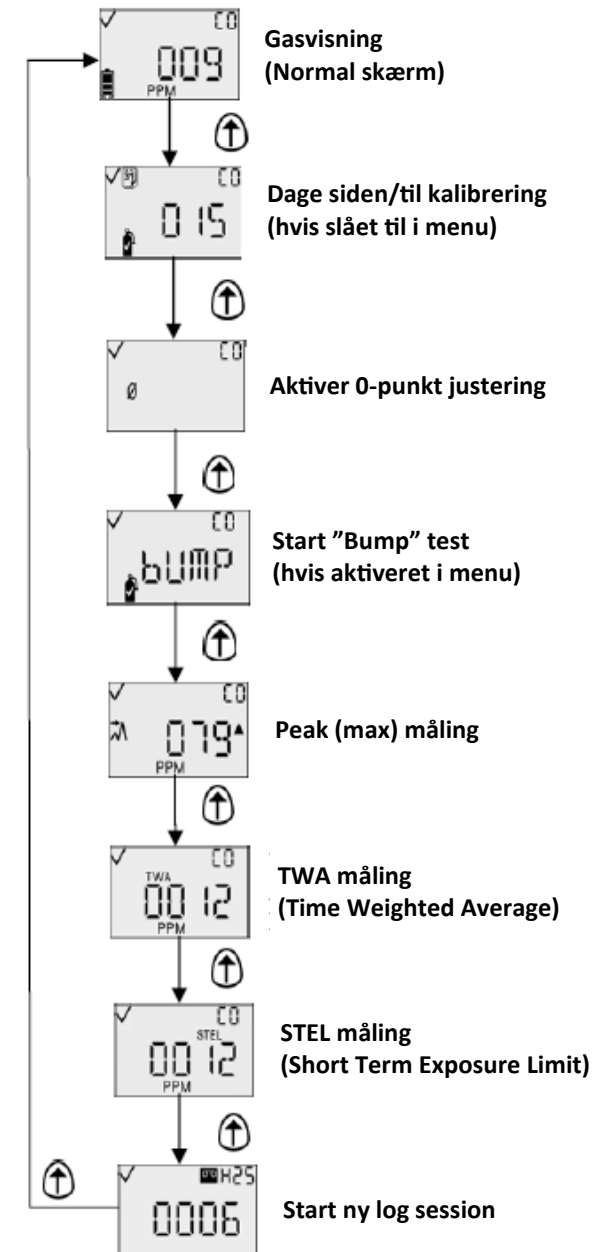 CO
009
PPM
Gasvisning
(Normal skærm)
CO
015
Dage siden/til kalibrering
(hvis slået til i menu)
CO
Ø
Aktiver 0-punkt justering
CO
bUMP
Start ”Bump” test
(hvis aktiveret i menu)
CO
079
PPM
Peak (max) måling
CO
TWA
0012
PPM
TWA måling
(Time Weighted Average)
CO
STEL
0012
PPM
STEL måling
(Short Term Exposure Limit)
H2S
0006
Start ny log session